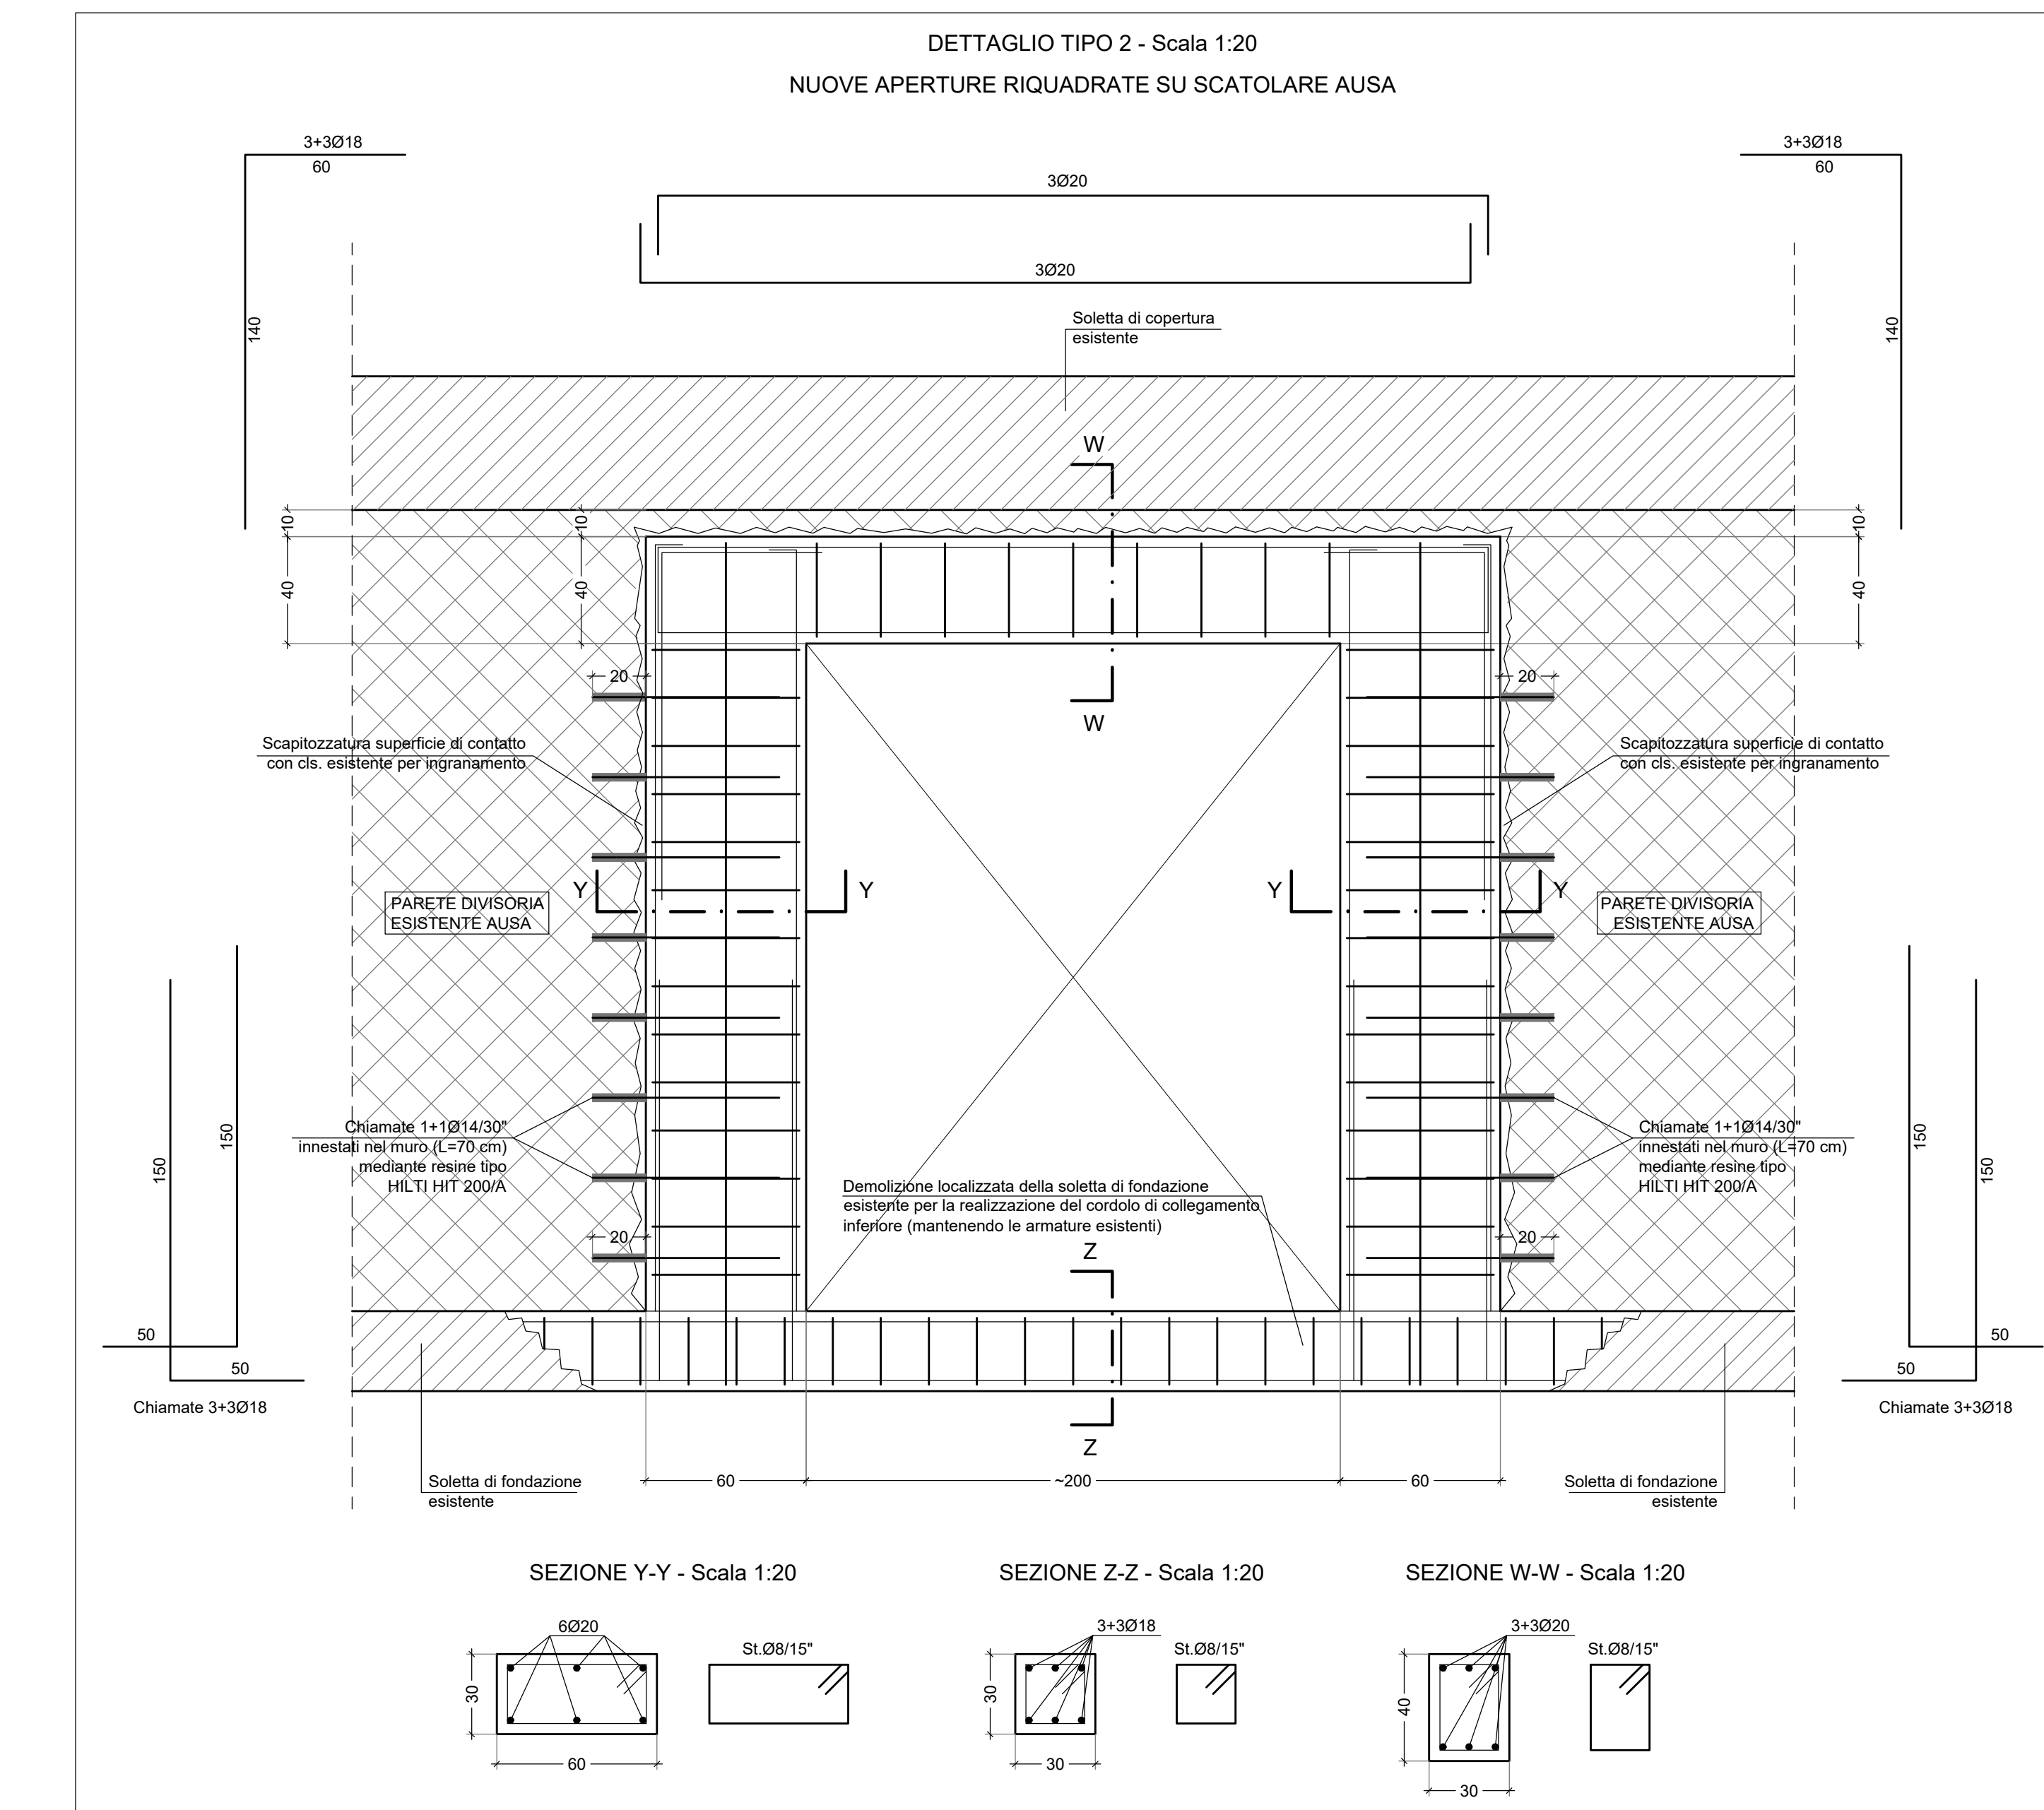 DETTAGLIO TIPO 2 - Scala 1:20
NUOVE APERTURE RIQUADRATE SU SCATOLARE AUSA
3+3Ø18
60
3+3Ø18
60
3Ø20
3Ø20
140
140
Soletta di copertura
esistente
W
10
10
10
40
40
40
20
20
W
Scapitozzatura superficie di contatto
con cls. esistente per ingranamento
Scapitozzatura superficie di contatto
con cls. esistente per ingranamento
Y
Y
Y
Y
PARETE DIVISORIA
ESISTENTE AUSA
PARETE DIVISORIA
ESISTENTE AUSA
150
150
150
150
Chiamate 1+1Ø14/30"
innestati nel muro (L=70 cm)
mediante resine tipo
HILTI HIT 200/A
Chiamate 1+1Ø14/30"
innestati nel muro (L=70 cm)
mediante resine tipo
HILTI HIT 200/A
Demolizione localizzata della soletta di fondazione
esistente per la realizzazione del cordolo di collegamento
inferiore (mantenendo le armature esistenti)
20
20
Z
50
50
50
50
Chiamate 3+3Ø18
Chiamate 3+3Ø18
Z
60
~200
60
Soletta di fondazione
esistente
Soletta di fondazione
esistente
SEZIONE Y-Y - Scala 1:20
SEZIONE Z-Z - Scala 1:20
SEZIONE W-W - Scala 1:20
6Ø20
St.Ø8/15"
30
60
3+3Ø18
St.Ø8/15"
30
30
3+3Ø20
St.Ø8/15"
40
30